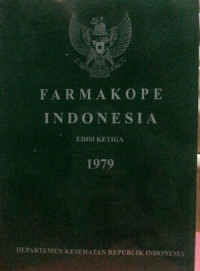 FARMAKOPE
INDONESIA
EDISI KETIGA
1979
DEPARTEMEN KESEHATAN REPUBLIK INDONESIA